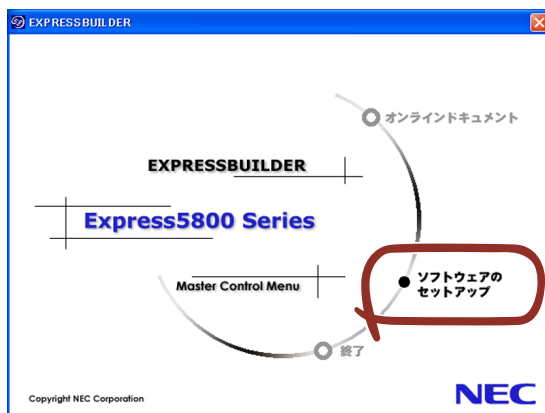 EXPRESSBUILDER
オンラインドキュメント
EXPRESSBUILDER
Express5800 Series
ソフトウェアの
セットアップ
Master Control Menu
終了
Copyright NEC Corporation
NEC